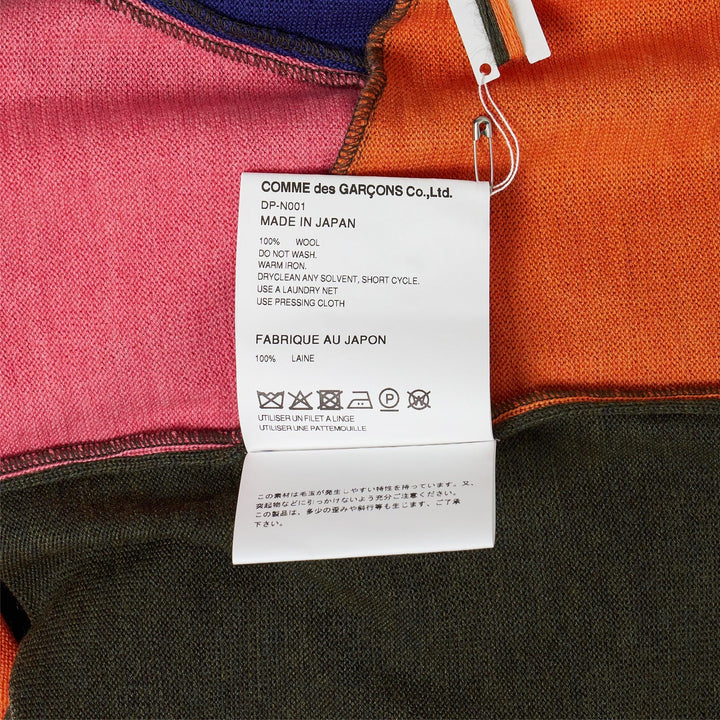 COMME des GARÇONS Co.,Ltd.
DP-N001
MADE IN JAPAN
100% WOOL
DO NOT WASH.
WARM IRON.
DRYCLEAN ANY SOLVENT, SHORT CYCLE.
USE A LAUNDRY NET
USE PRESSING CLOTH
FABRIQUE AU JAPON
100% LAINE
P
UTILISER UN FILET A LINGE
UTILISER UNE PATTEMOUILLE
この素材は毛玉が発生しやすい特性を持っています。又、
突起物などに引っかけないよう充分ご注意ください。
この製品は、多少の歪みや斜行等も生じます、ご了承
下さい。